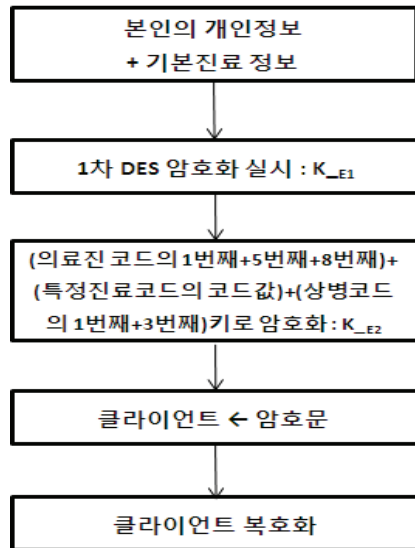 본인의 개인정보
+ 기본진료 정보
1차 DES 암호화 실시 : K_E1
(의료진 코드의 1번째+5번째+8번째)+
(특정진료코드의 코드값)+(상병코드
의 1번째+3번째)키로 암호화 : K_E2
클라이언트 ← 암호문
클라이언트 복호화